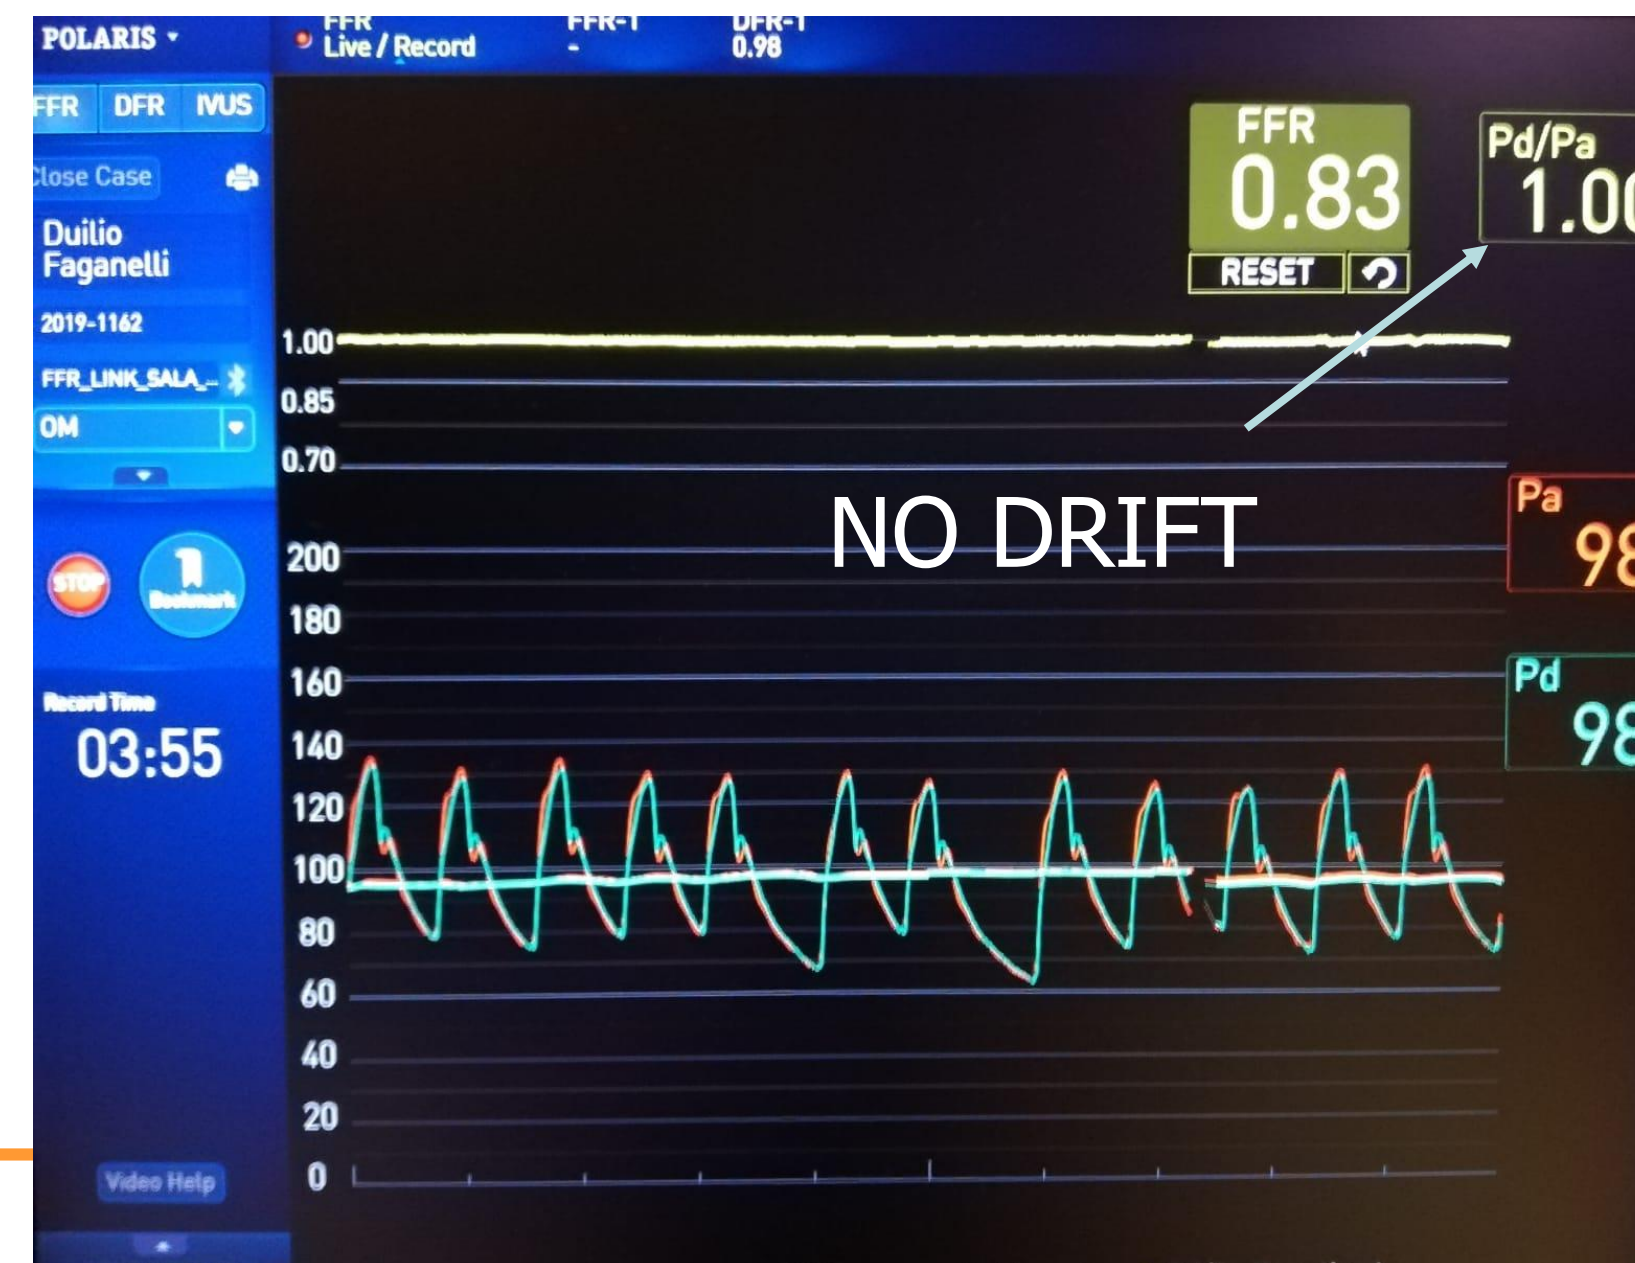 POLARIS
FFR
Live / Record
FFR-1
-
DFR-1
0.98
FFR DFR IVUS
Close Case
Duilio
Faganelli
2019-1162
FFR_LINK_SALA_...
OM
STOP
Bookmark
Record Time
03:55
Video Help
FFR
0.83
RESET
Pd/Pa
1.00
1.00
0.85
0.70
NO DRIFT
Pa
98
Pd
98
200
180
160
140
120
100
80
60
40
20
0